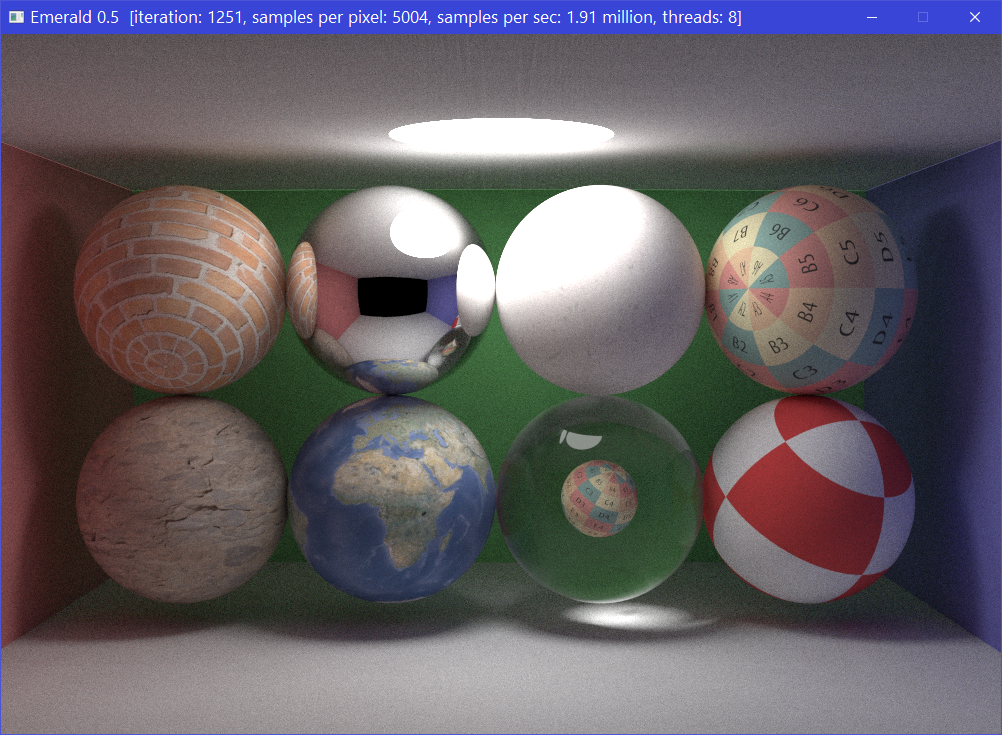 Emerald 0.5 [iteration: 1251, samples per pixel: 5004, samples per sec: 1.91 million, threads: 8]
C6
B7
B6
D5
C5
B5
B4
C4
D4
B2
B3
C3
D3